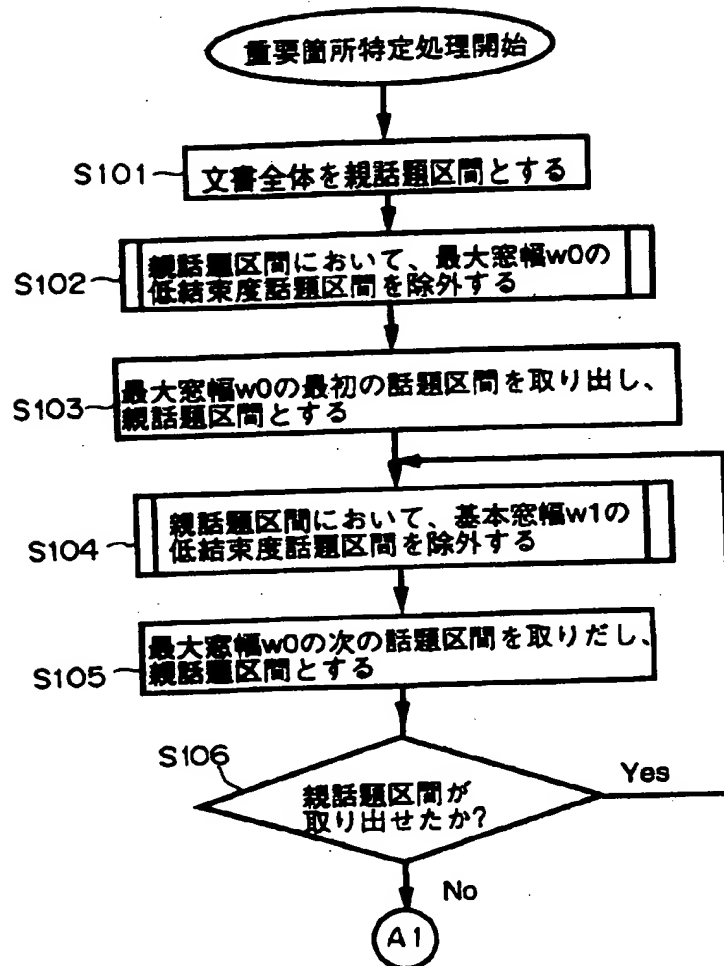 重要箇所特定処理開始
S101
文書全体を親話題区間とする
S102
親話題区間において、最大窓幅w0の
低結束度話題区間を除外する
S103
最大窓幅w0の最初の話題区間を取り出し、
親話題区間とする
S104
親話題区間において、基本窓幅w1の
低結束度話題区間を除外する
S105
最大窓幅w0の次の話題区間を取りだし、
親話題区間とする
S106
親話題区間が
取り出せたか?
Yes
No
A1